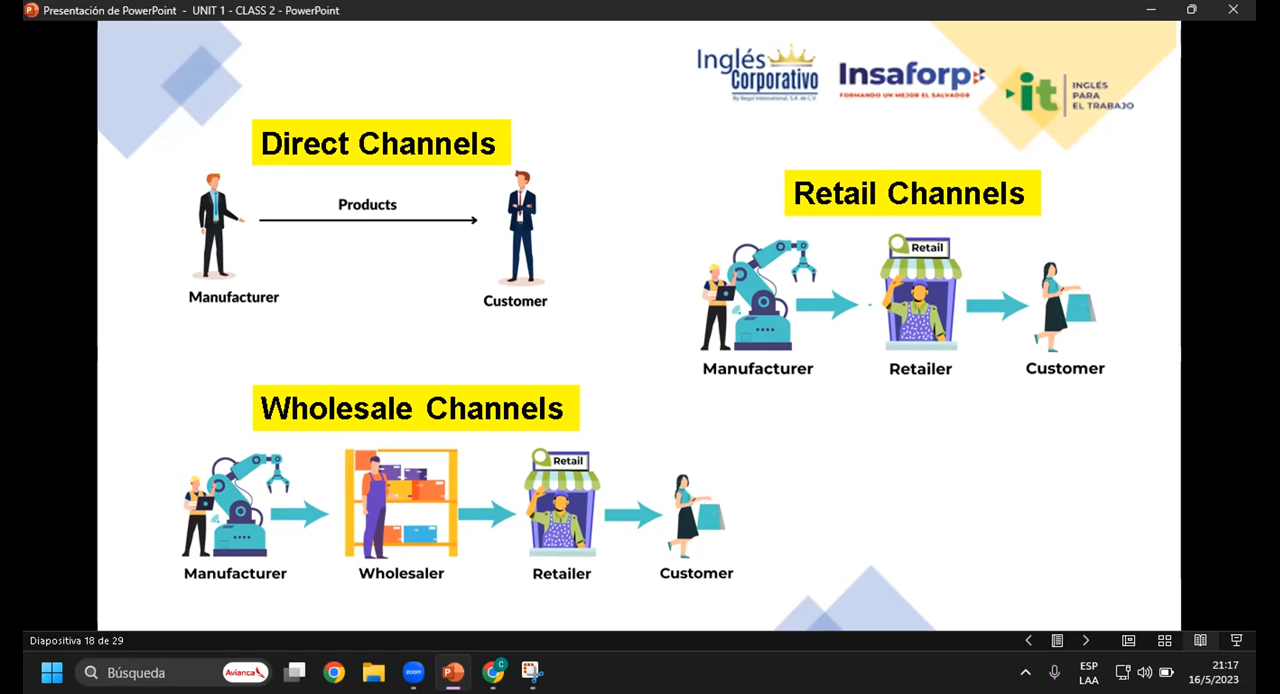 Presentación de PowerPoint - UNIT 1 - CLASS 2 - PowerPoint
Inglés
Corporativo
Insaforp
FORMANDO UN MEJOR EL SALVADOR
it
INGLÉS
PARA
EL TRABAJO
Direct Channels
Products
Manufacturer
Customer
Retail Channels
Retail
Manufacturer
Retailer
Customer
Wholesale Channels
Retail
Manufacturer
Wholesaler
Retailer
Customer
Diapositiva 18 de 29
Búsqueda
Avianca
zoom
C
ESP
LAA
21:17
16/5/2023